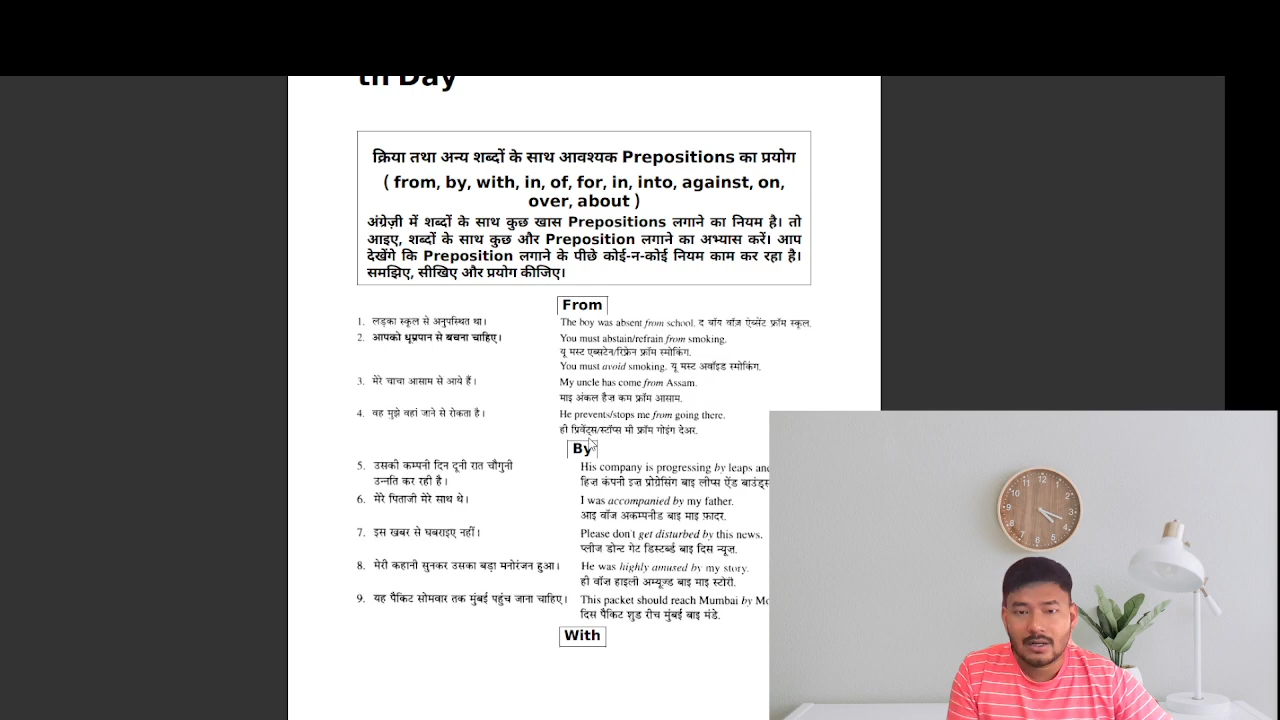 th Day
क्रिया तथा अन्य शब्दों के साथ आवश्यक Prepositions का प्रयोग
( from, by, with, in, of, for, in, into, against, on,
over, about )
अंग्रेज़ी में शब्दों के साथ कुछ खास Prepositions लगाने का नियम है। तो
आइए, शब्दों के साथ कुछ और Preposition लगाने का अभ्यास करें। आप
देखेंगे कि Preposition लगाने के पीछे कोई-न-कोई नियम काम कर रहा है।
समझिए, सीखिए और प्रयोग कीजिए।
From
1. लड़का स्कूल से अनुपस्थित था। The boy was absent from school. द बॉय वॉज़ ऐब्सेंट फ्रॉम स्कूल.
2. आपको धूम्रपान से बचना चाहिए। You must abstain/refrain from smoking.
यू मस्ट एब्सटेन/रिफ्रेन फ्रॉम स्मोकिंग.
You must avoid smoking. यू मस्ट अवॉइड स्मोकिंग.
3. मेरे चाचा आसाम से आये हैं। My uncle has come from Assam.
माइ अंकल हैज़ कम फ्रॉम आसाम.
4. वह मुझे वहां जाने से रोकता है। He prevents/stops me from going there.
ही प्रिवेंट्स/स्टॉप्स मी फ्रॉम गोइंग देअर.
By
5. उसकी कम्पनी दिन दूनी रात चौगुनी His company is progressing by leaps and
उन्नति कर रही है। हिज़ कंपनी इज़ प्रोग्रेसिंग बाइ लीप्स ऐंड बाउंड्स
6. मेरे पिताजी मेरे साथ थे। I was accompanied by my father.
आइ वॉज अकम्पनीड बाइ माइ फ़ादर.
7. इस खबर से घबराइए नहीं। Please don't get disturbed by this news.
प्लीज डोन्ट गेट डिस्टर्ब्ड बाइ दिस न्यूज़.
8. मेरी कहानी सुनकर उसका बड़ा मनोरंजन हुआ। He was highly amused by my story.
ही वॉज़ हाइली अम्यूज़्ड बाइ माइ स्टोरी.
9. यह पैकिट सोमवार तक मुंबई पहुंच जाना चाहिए। This packet should reach Mumbai by Mo
दिस पैकिट शुड रीच मुंबई बाइ मंडे.
With